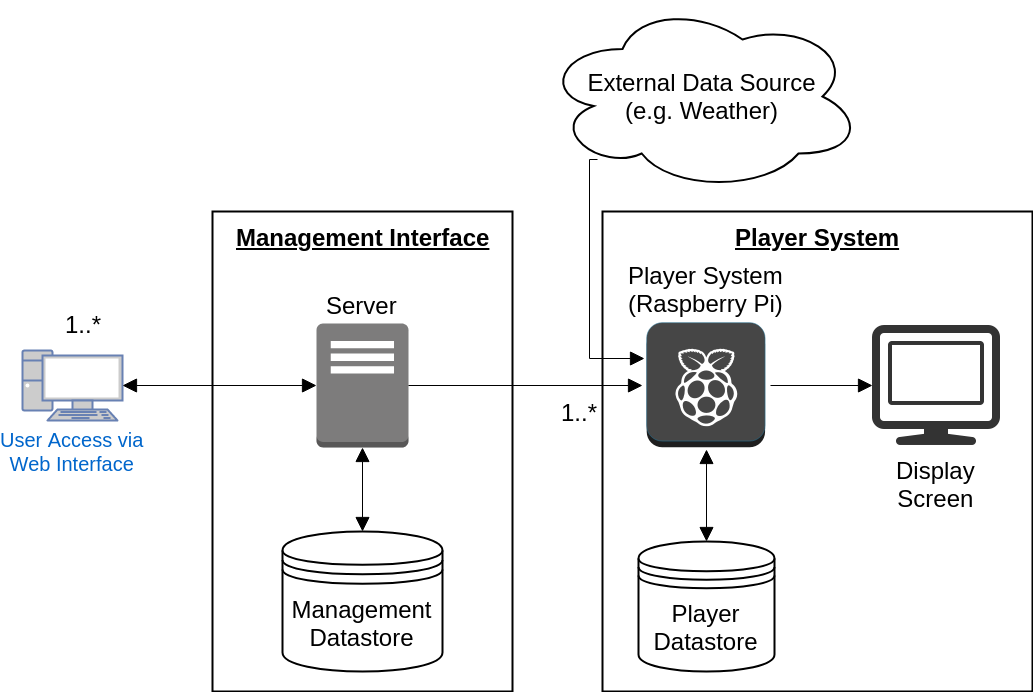 External Data Source
(e.g. Weather)
Management Interface
Player System
Player System
(Raspberry Pi)
Server
1..*
User Access via
Web Interface
1..*
Display
Screen
Management
Datastore
Player
Datastore